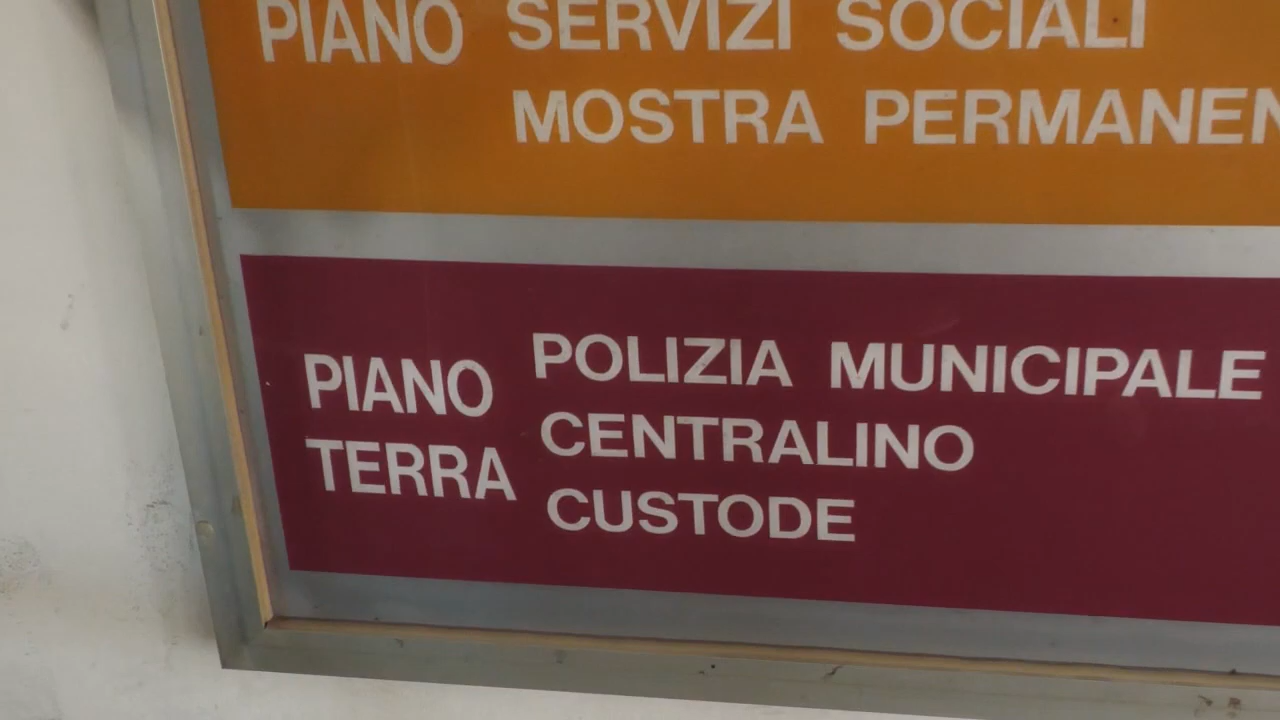 PIANO SERVIZI SOCIALI
MOSTRA
PIANO TERRA
POLIZIA MUNICIPALE
CENTRALINO
CUSTODE